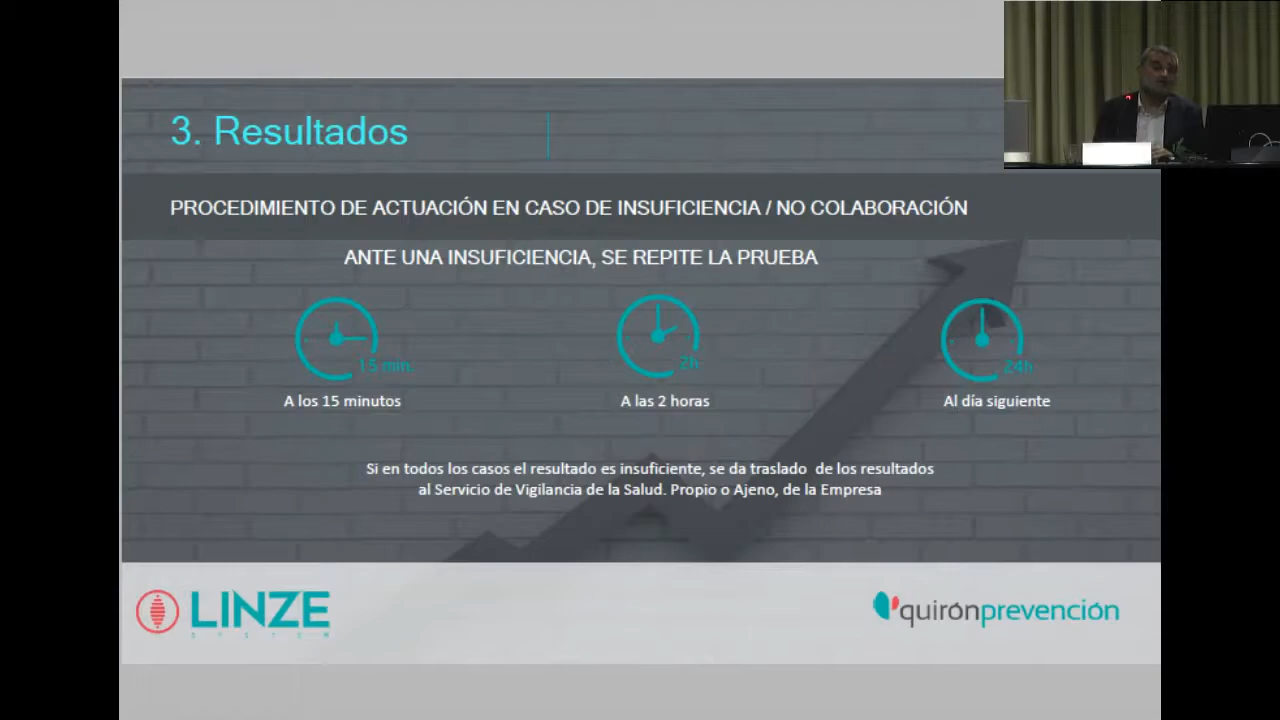 3. Resultados
PROCEDIMIENTO DE ACTUACIÓN EN CASO DE INSUFICIENCIA / NO COLABORACIÓN
ANTE UNA INSUFICIENCIA, SE REPITE LA PRUEBA
15 min.
2h
24h
A los 15 minutos
A las 2 horas
Al día siguiente
Si en todos los casos el resultado es insuficiente, se da traslado de los resultados
al Servicio de Vigilancia de la Salud. Propio o Ajeno, de la Empresa
LINZE
SYSTEM
quirónprevención